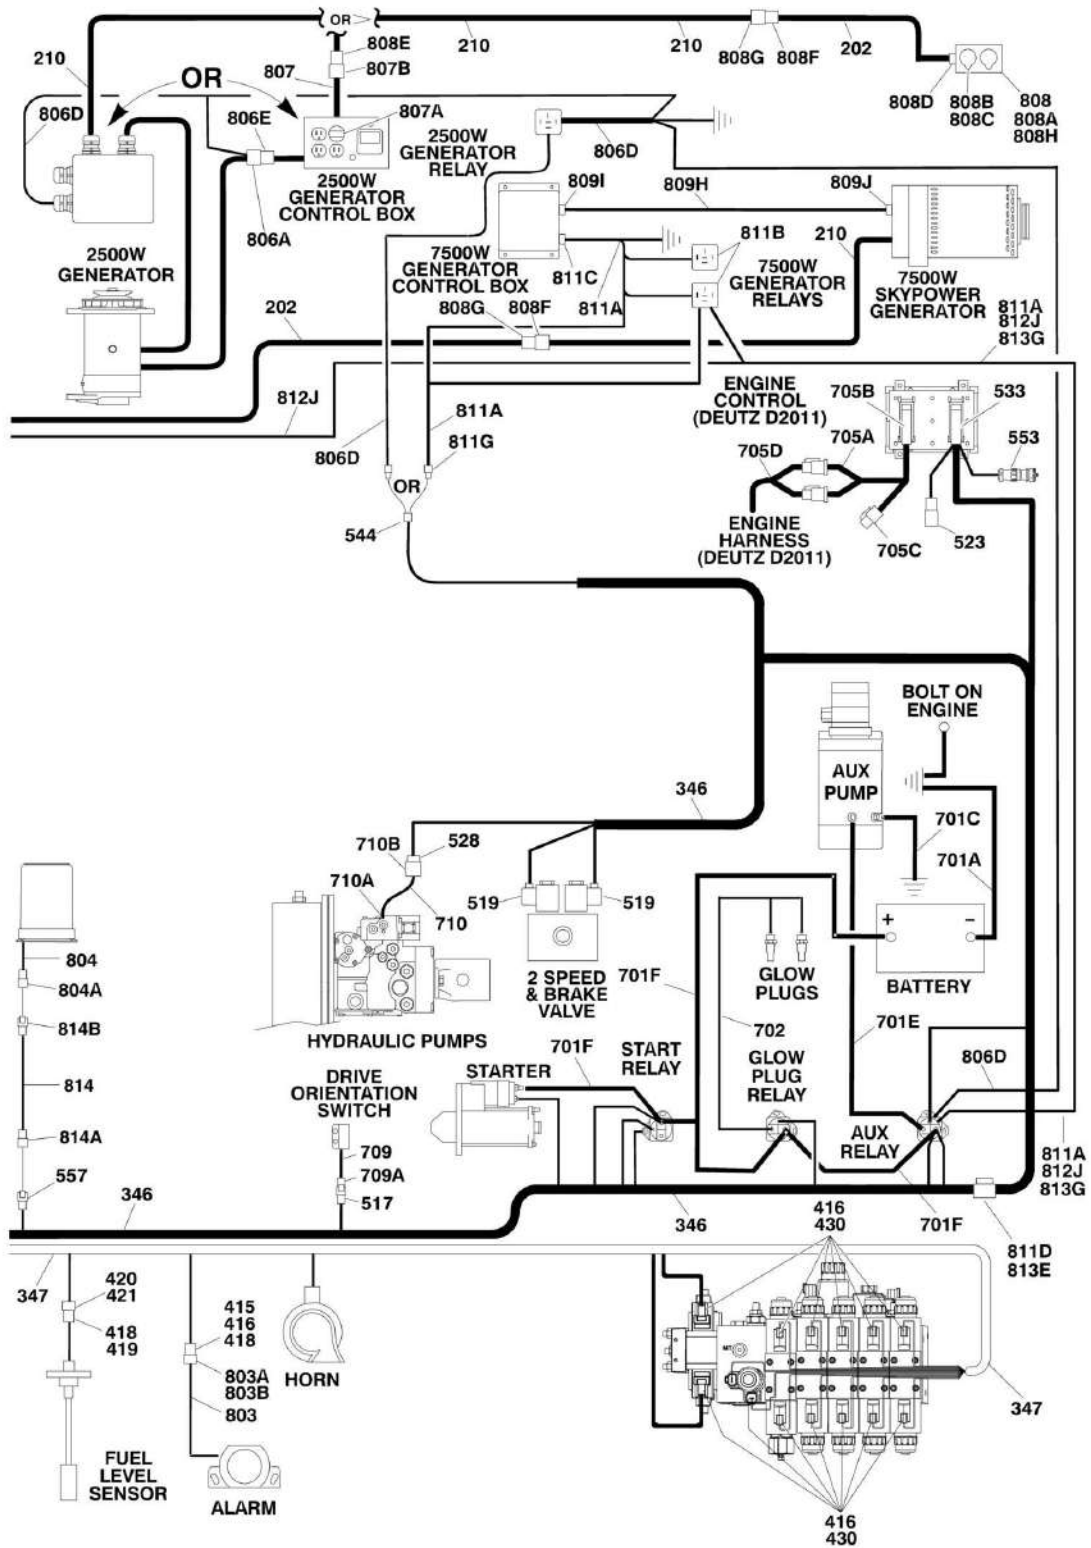 OR
210
210
210
202
808E
807
807B
808G
808F
OR
806D
806E
807A
808D
808B
808C
808
808A
808H
2500W
GENERATOR
RELAY
806D
2500W
GENERATOR
CONTROL BOX
806A
809I
809H
809J
2500W
GENERATOR
7500W
GENERATOR
CONTROL BOX
811C
811A
811B
7500W
GENERATOR
RELAYS
210
7500W
SKYPOWER
GENERATOR
811A
812J
813G
202
808G
808F
812J
806D
811A
811G
ENGINE
CONTROL
(DEUTZ D2011)
705B
533
705A
705D
553
OR
544
ENGINE
HARNESS
(DEUTZ D2011)
705C
523
BOLT ON
ENGINE
AUX
PUMP
346
701C
701A
710B
528
710A
710
519
519
+
-
BATTERY
804
804A
814B
814
814A
557
2 SPEED
& BRAKE
VALVE
701F
GLOW
PLUGS
702
701E
HYDRAULIC PUMPS
701F
START
RELAY
GLOW
PLUG
RELAY
806D
STARTER
DRIVE
ORIENTATION
SWITCH
AUX
RELAY
709
709A
517
811A
812J
813G
346
346
416
430
701F
811D
813E
347
420
421
418
419
415
416
418
803A
803B
803
HORN
MT
347
FUEL
LEVEL
SENSOR
ALARM
416
430